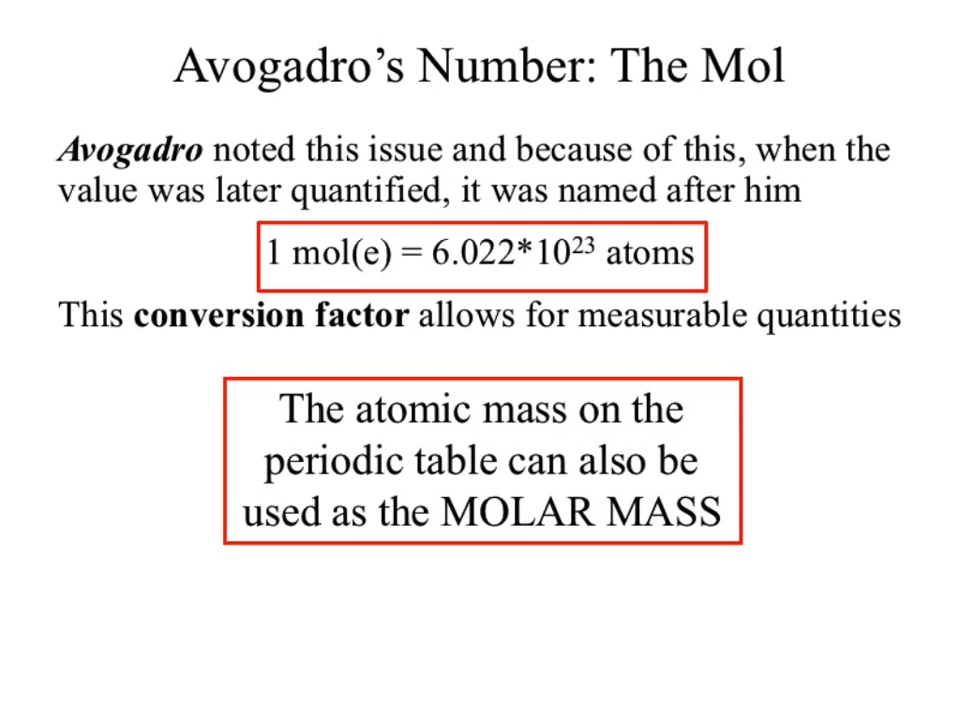 Avogadro’s Number: The Mol
Avogadro noted this issue and because of this, when the
value was later quantified, it was named after him
1 mol(e) = 6.022*10²³ atoms
This conversion factor allows for measurable quantities
The atomic mass on the
periodic table can also be
used as the MOLAR MASS